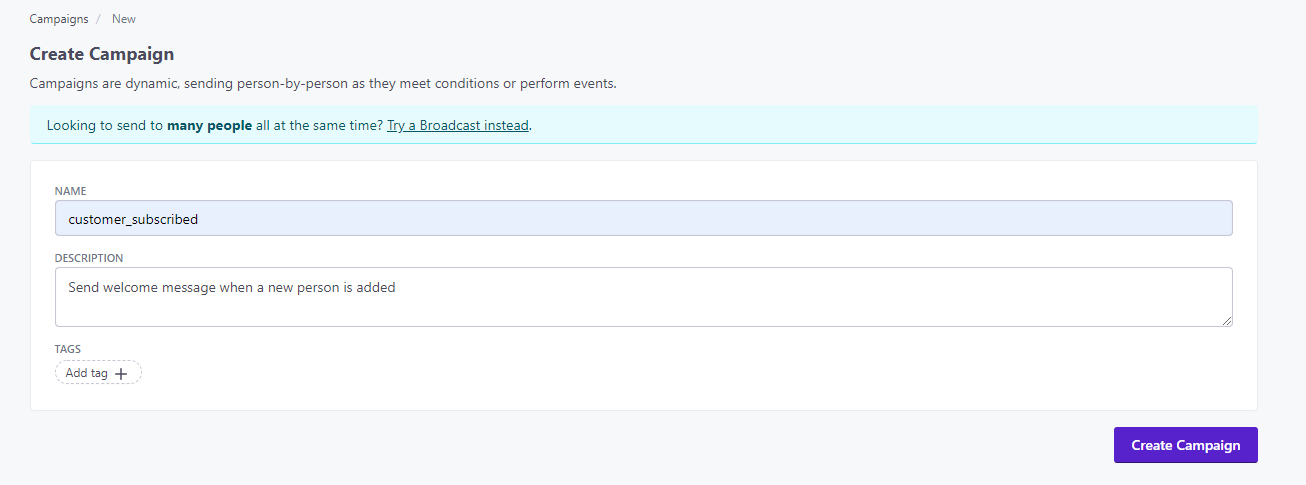 Campaigns / New
Create Campaign
Campaigns are dynamic, sending person-by-person as they meet conditions or perform events.
Looking to send to many people all at the same time? Try a Broadcast instead.
NAME
customer_subscribed
DESCRIPTION
Send welcome message when a new person is added
TAGS
Add tag +
Create Campaign